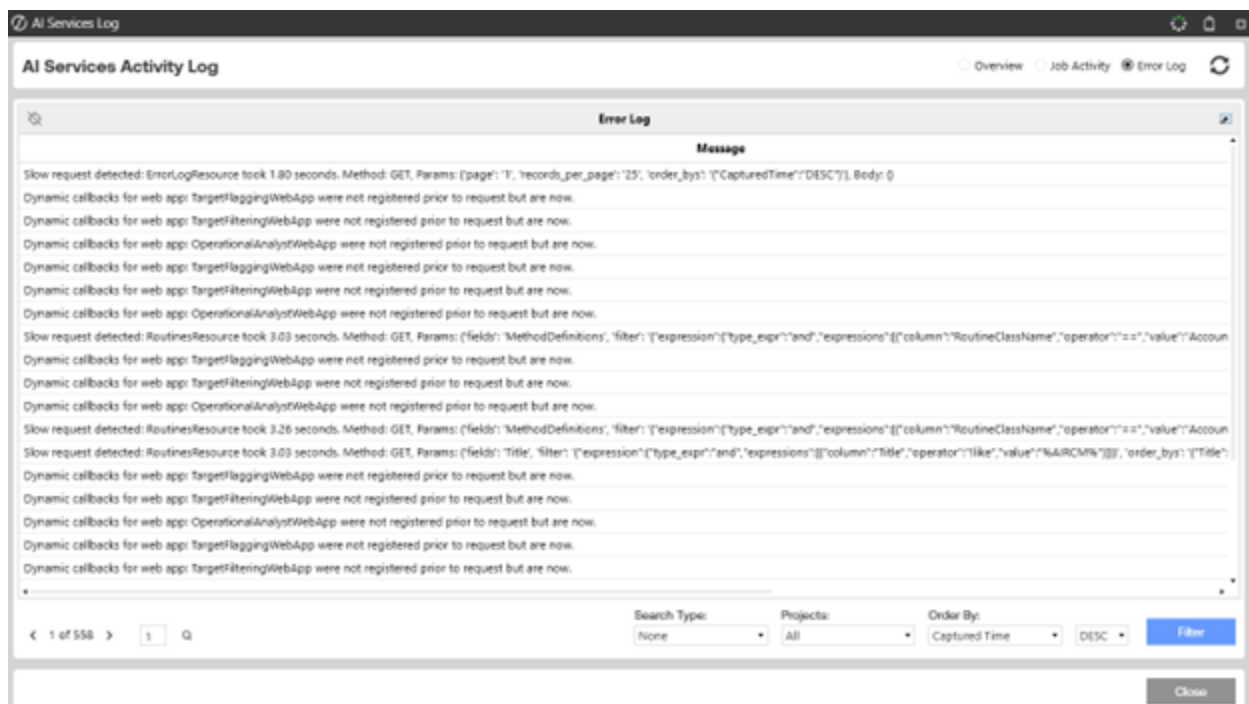 AI Services Log
AI Services Activity Log
Overview Job Activity Error Log
Error Log
Message
Slow request detected: ErrorLogResource took 1.80 seconds. Method: GET, Params: {'page': '1', 'records_per_page': '25', 'order_bys': '{"CapturedTime":"DESC"}'}, Body: {}
Dynamic callbacks for web app: TargetFlaggingWebApp were not registered prior to request but are now.
Dynamic callbacks for web app: TargetFilteringWebApp were not registered prior to request but are now.
Dynamic callbacks for web app: OperationalAnalystWebApp were not registered prior to request but are now.
Dynamic callbacks for web app: TargetFlaggingWebApp were not registered prior to request but are now.
Dynamic callbacks for web app: TargetFilteringWebApp were not registered prior to request but are now.
Dynamic callbacks for web app: OperationalAnalystWebApp were not registered prior to request but are now.
Slow request detected: RoutinesResource took 3.03 seconds. Method: GET, Params: {'fields': 'MethodDefinitions', 'filter': '{"expression":{"type_expr":"and","expressions":[{"column":"RoutineClassName","operator":"==","value":"Accoun
Dynamic callbacks for web app: TargetFlaggingWebApp were not registered prior to request but are now.
Dynamic callbacks for web app: TargetFilteringWebApp were not registered prior to request but are now.
Dynamic callbacks for web app: OperationalAnalystWebApp were not registered prior to request but are now.
Slow request detected: RoutinesResource took 3.26 seconds. Method: GET, Params: {'fields': 'MethodDefinitions', 'filter': '{"expression":{"type_expr":"and","expressions":[{"column":"RoutineClassName","operator":"==","value":"Accoun
Slow request detected: RoutinesResource took 3.03 seconds. Method: GET, Params: {'fields': 'Title', 'filter': '{"expression":{"type_expr":"and","expressions":[{"column":"Title","operator":"ilike","value":"%AIRCM%"}]}}', 'order_bys': '{"Title":
Dynamic callbacks for web app: TargetFlaggingWebApp were not registered prior to request but are now.
Dynamic callbacks for web app: TargetFilteringWebApp were not registered prior to request but are now.
Dynamic callbacks for web app: OperationalAnalystWebApp were not registered prior to request but are now.
Dynamic callbacks for web app: TargetFlaggingWebApp were not registered prior to request but are now.
Dynamic callbacks for web app: TargetFilteringWebApp were not registered prior to request but are now.
Search Type: Projects: Order By:
1 of 558 1 None All Captured Time DESC Filter
Close